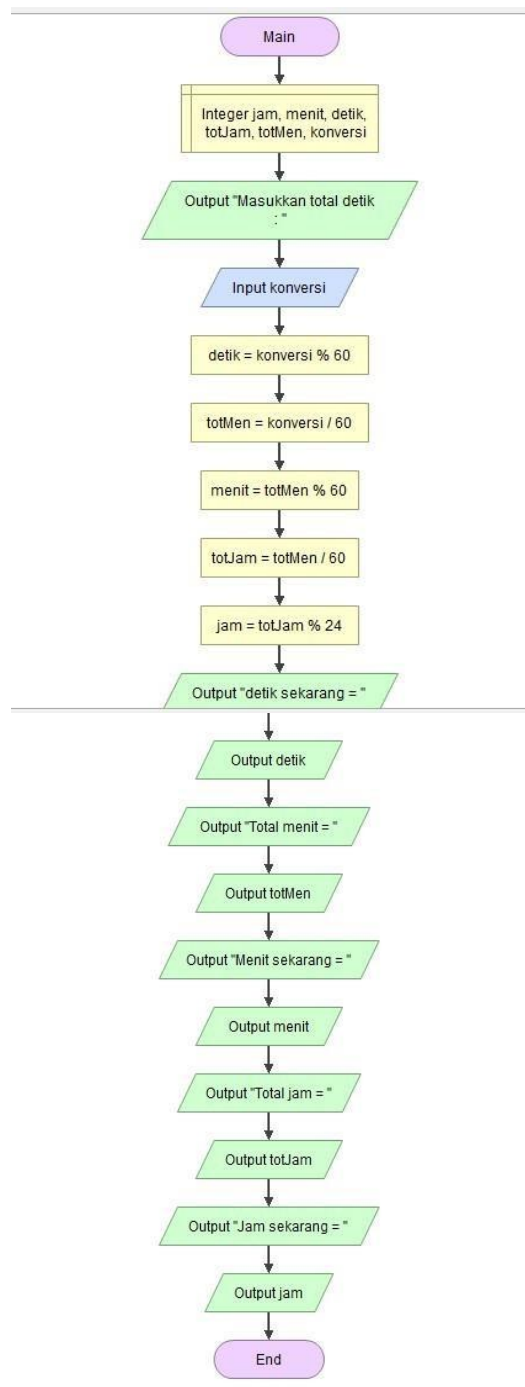 Main
Integer jam, menit, detik,
totJam, totMen, konversi
Output "Masukkan total detik
: "
Input konversi
detik = konversi % 60
totMen = konversi / 60
menit = totMen % 60
totJam = totMen / 60
jam = totJam % 24
Output "detik sekarang = "
Output detik
Output "Total menit = "
Output totMen
Output "Menit sekarang = "
Output menit
Output "Total jam = "
Output totJam
Output "Jam sekarang = "
Output jam
End